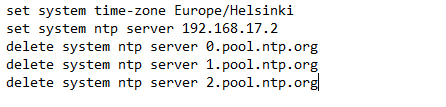 set system time-zone Europe/Helsinki
set system ntp server 192.168.17.2
delete system ntp server 0.pool.ntp.org
delete system ntp server 1.pool.ntp.org
delete system ntp server 2.pool.ntp.org